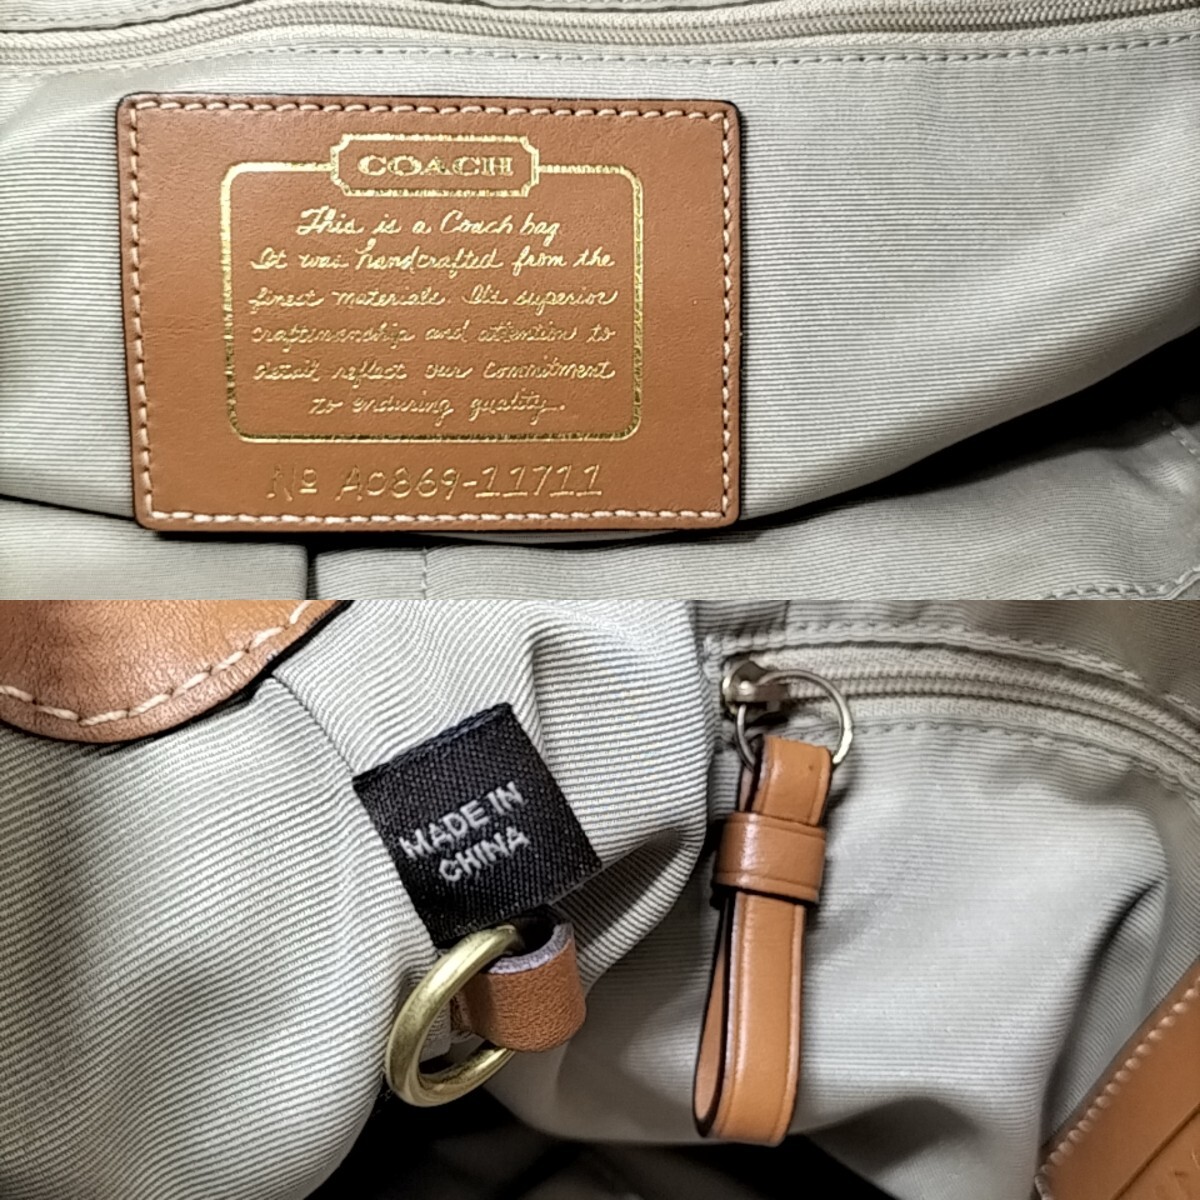 COACH
This is a Coach bag
It was handcrafted from the
finest materials. Its superior
craftsmanship and attention to
detail reflect our commitment
to enduring quality.
No A0869-11711
MADE IN
CHINA